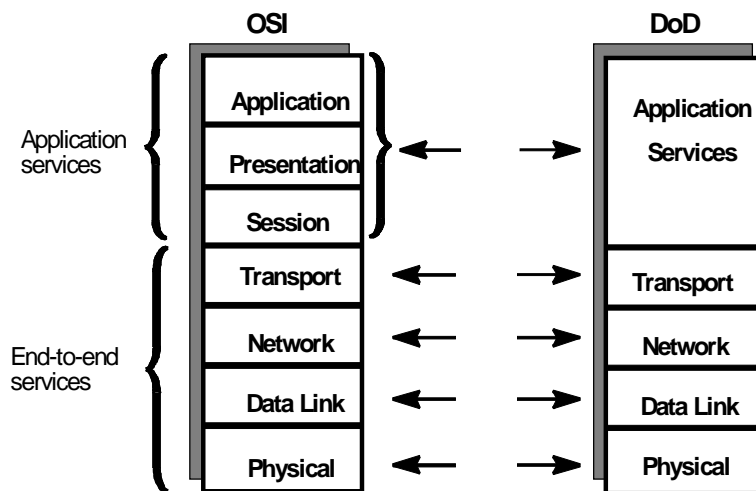 OSI
DoD
Application
services
Application
Presentation
Session
Transport
Network
Data Link
Physical
End-to-end
services
Application
Services
Transport
Network
Data Link
Physical